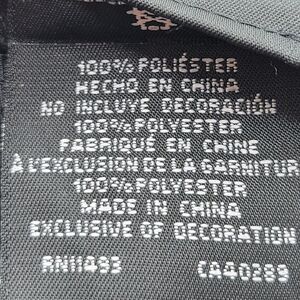 100% POLIÉSTER
HECHO EN CHINA
NO INCLUYE DECORACIÓN
100% POLYESTER
FABRIQUÉ EN CHINE
À L'EXCLUSION DE LA GARNITUR
100% POLYESTER
MADE IN CHINA
EXCLUSIVE OF DECORATION
RN11493 CA40289